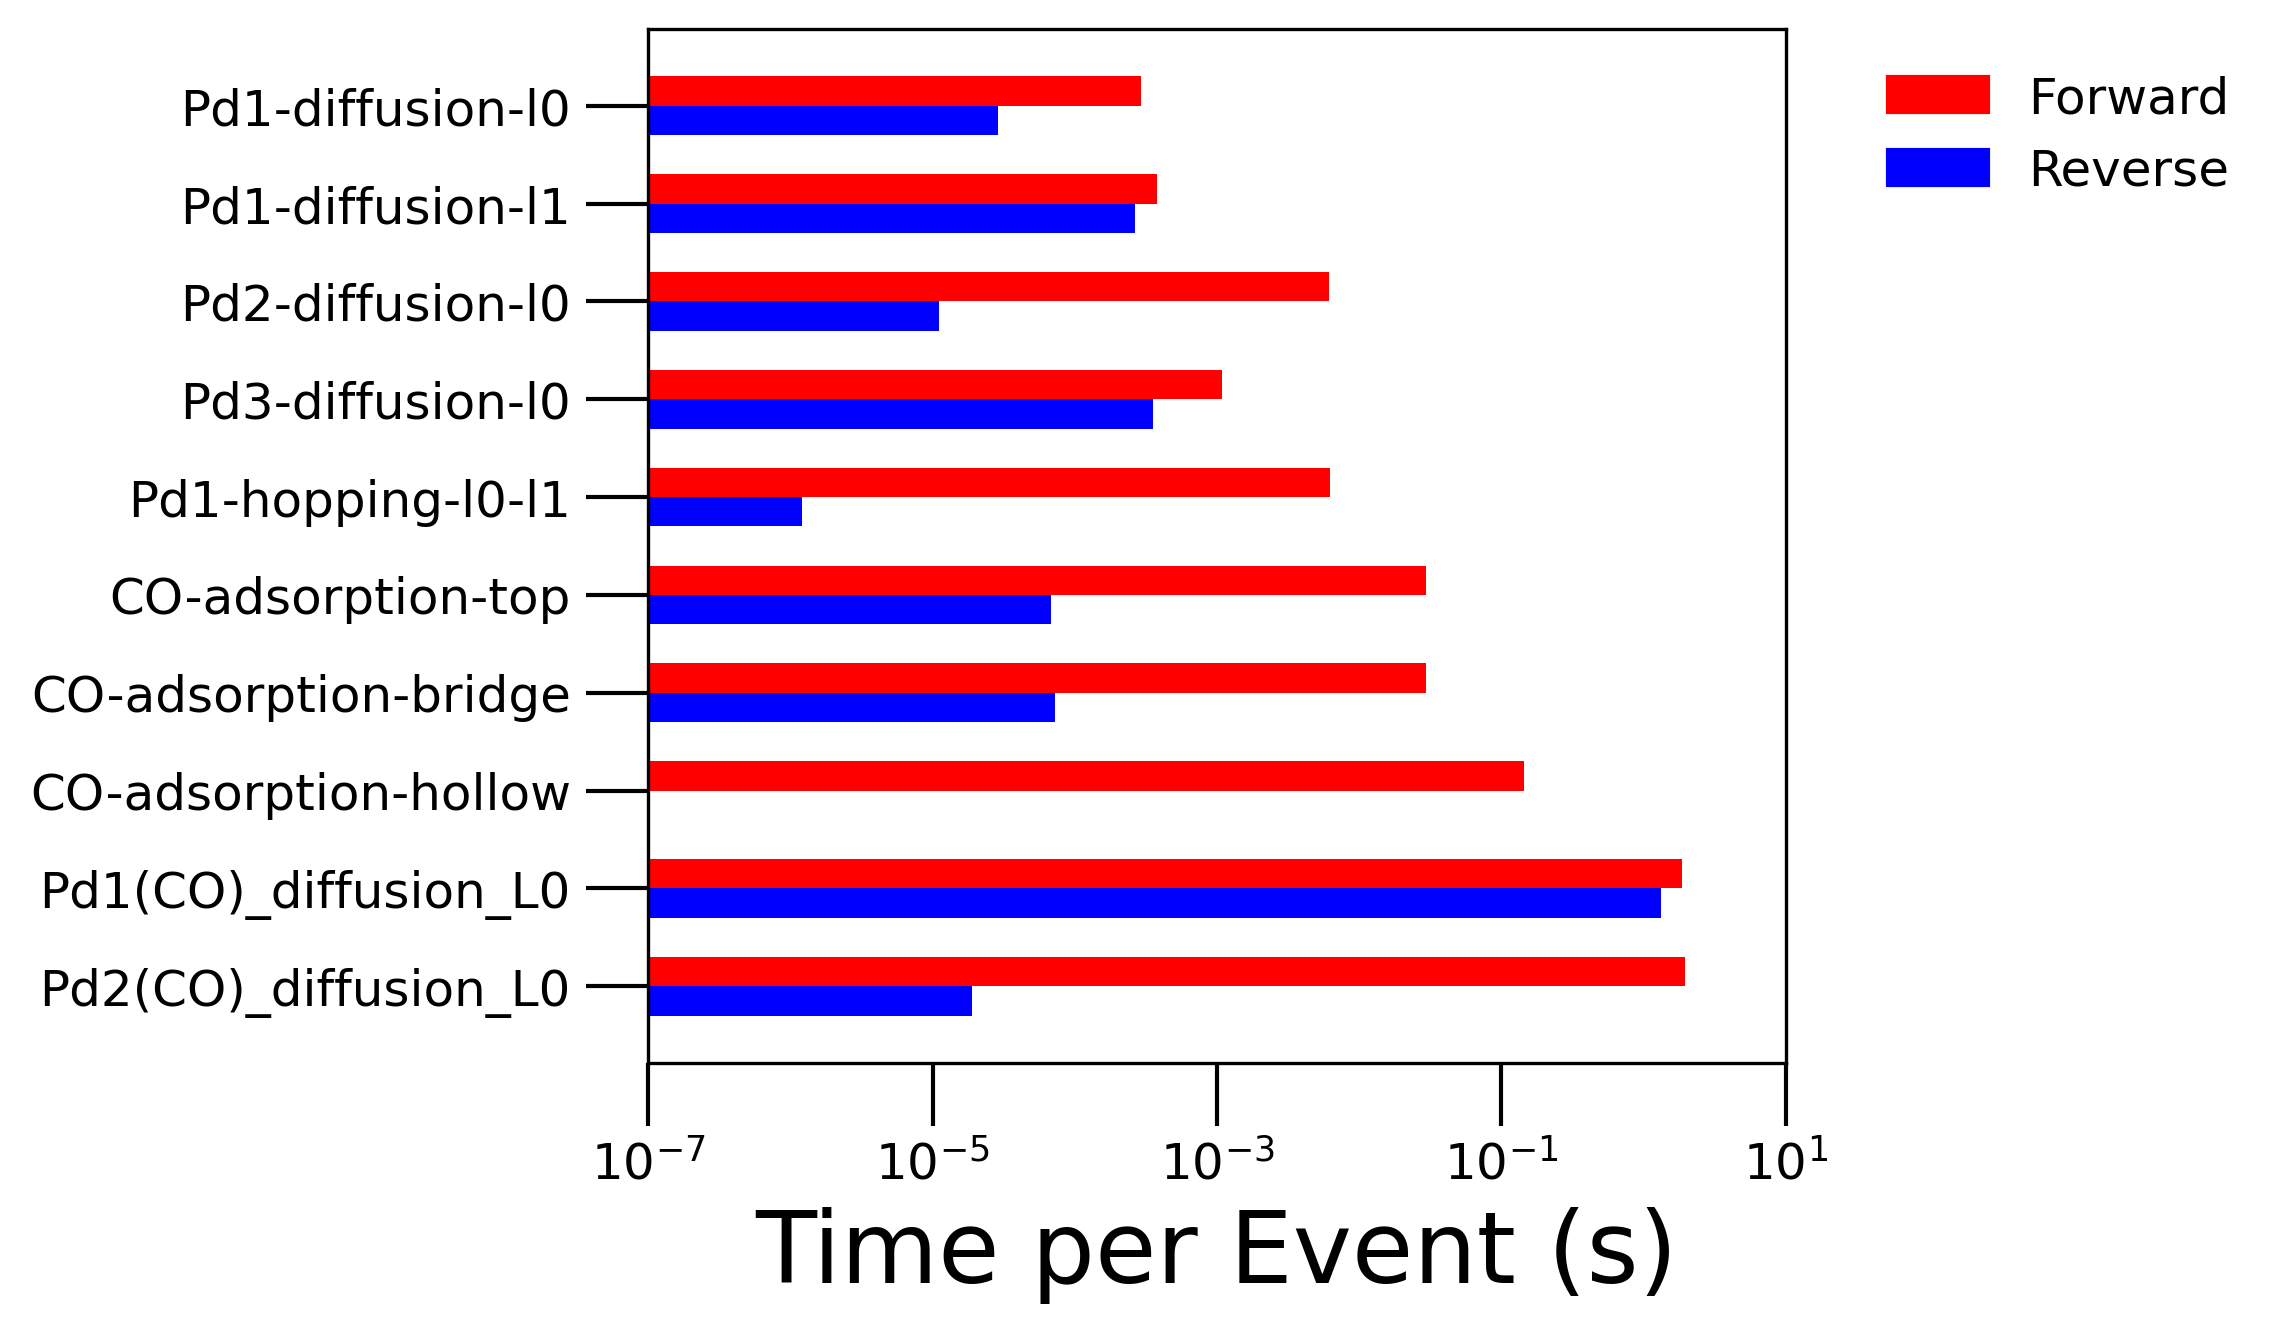 Pd1-diffusion-l0
Pd1-diffusion-l1
Pd2-diffusion-l0
Pd3-diffusion-l0
Pd1-hopping-l0-l1
CO-adsorption-top
CO-adsorption-bridge
CO-adsorption-hollow
Pd1(CO)_diffusion_L0
Pd2(CO)_diffusion_L0
Forward
Reverse
10⁻⁷ 10⁻⁵ 10⁻³ 10⁻¹ 10¹
Time per Event (s)